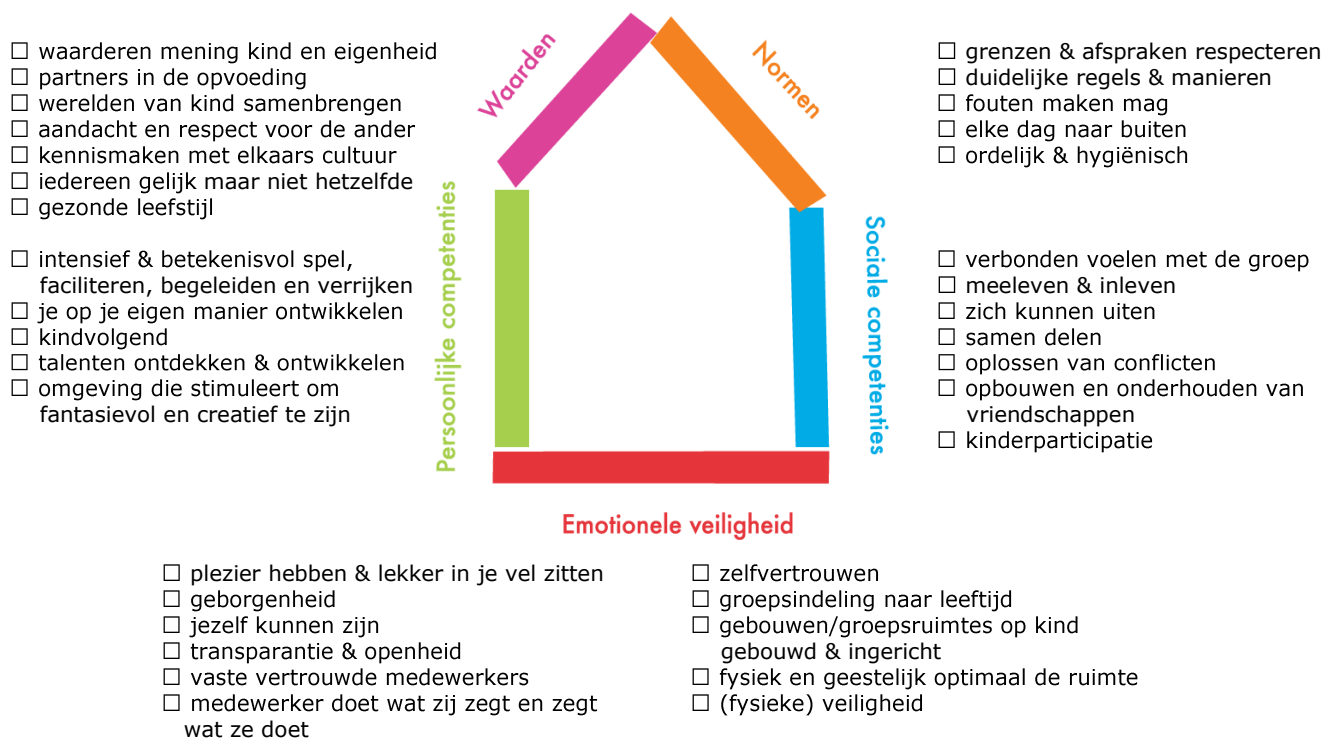 Waarden
☐ waarderen mening kind en eigenheid
☐ partners in de opvoeding
☐ werelden van kind samenbrengen
☐ aandacht en respect voor de ander
☐ kennismaken met elkaars cultuur
☐ iedereen gelijk maar niet hetzelfde
☐ gezonde leefstijl
Normen
☐ grenzen & afspraken respecteren
☐ duidelijke regels & manieren
☐ fouten maken mag
☐ elke dag naar buiten
☐ ordelijk & hygiënisch
Persoonlijke competenties
☐ intensief & betekenisvol spel,
faciliteren, begeleiden en verrijken
☐ je op je eigen manier ontwikkelen
☐ kindvolgend
☐ talenten ontdekken & ontwikkelen
☐ omgeving die stimuleert om
fantasievol en creatief te zijn
Sociale competenties
☐ verbonden voelen met de groep
☐ meeleven & inleven
☐ zich kunnen uiten
☐ samen delen
☐ oplossen van conflicten
☐ opbouwen en onderhouden van
vriendschappen
☐ kinderparticipatie
Emotionele veiligheid
☐ plezier hebben & lekker in je vel zitten
☐ geborgenheid
☐ jezelf kunnen zijn
☐ transparantie & openheid
☐ vaste vertrouwde medewerkers
☐ medewerker doet wat zij zegt en zegt
wat ze doet
☐ zelfvertrouwen
☐ groepsindeling naar leeftijd
☐ gebouwen/groepsruimtes op kind
gebouwd & ingericht
☐ fysiek en geestelijk optimaal de ruimte
☐ (fysieke) veiligheid